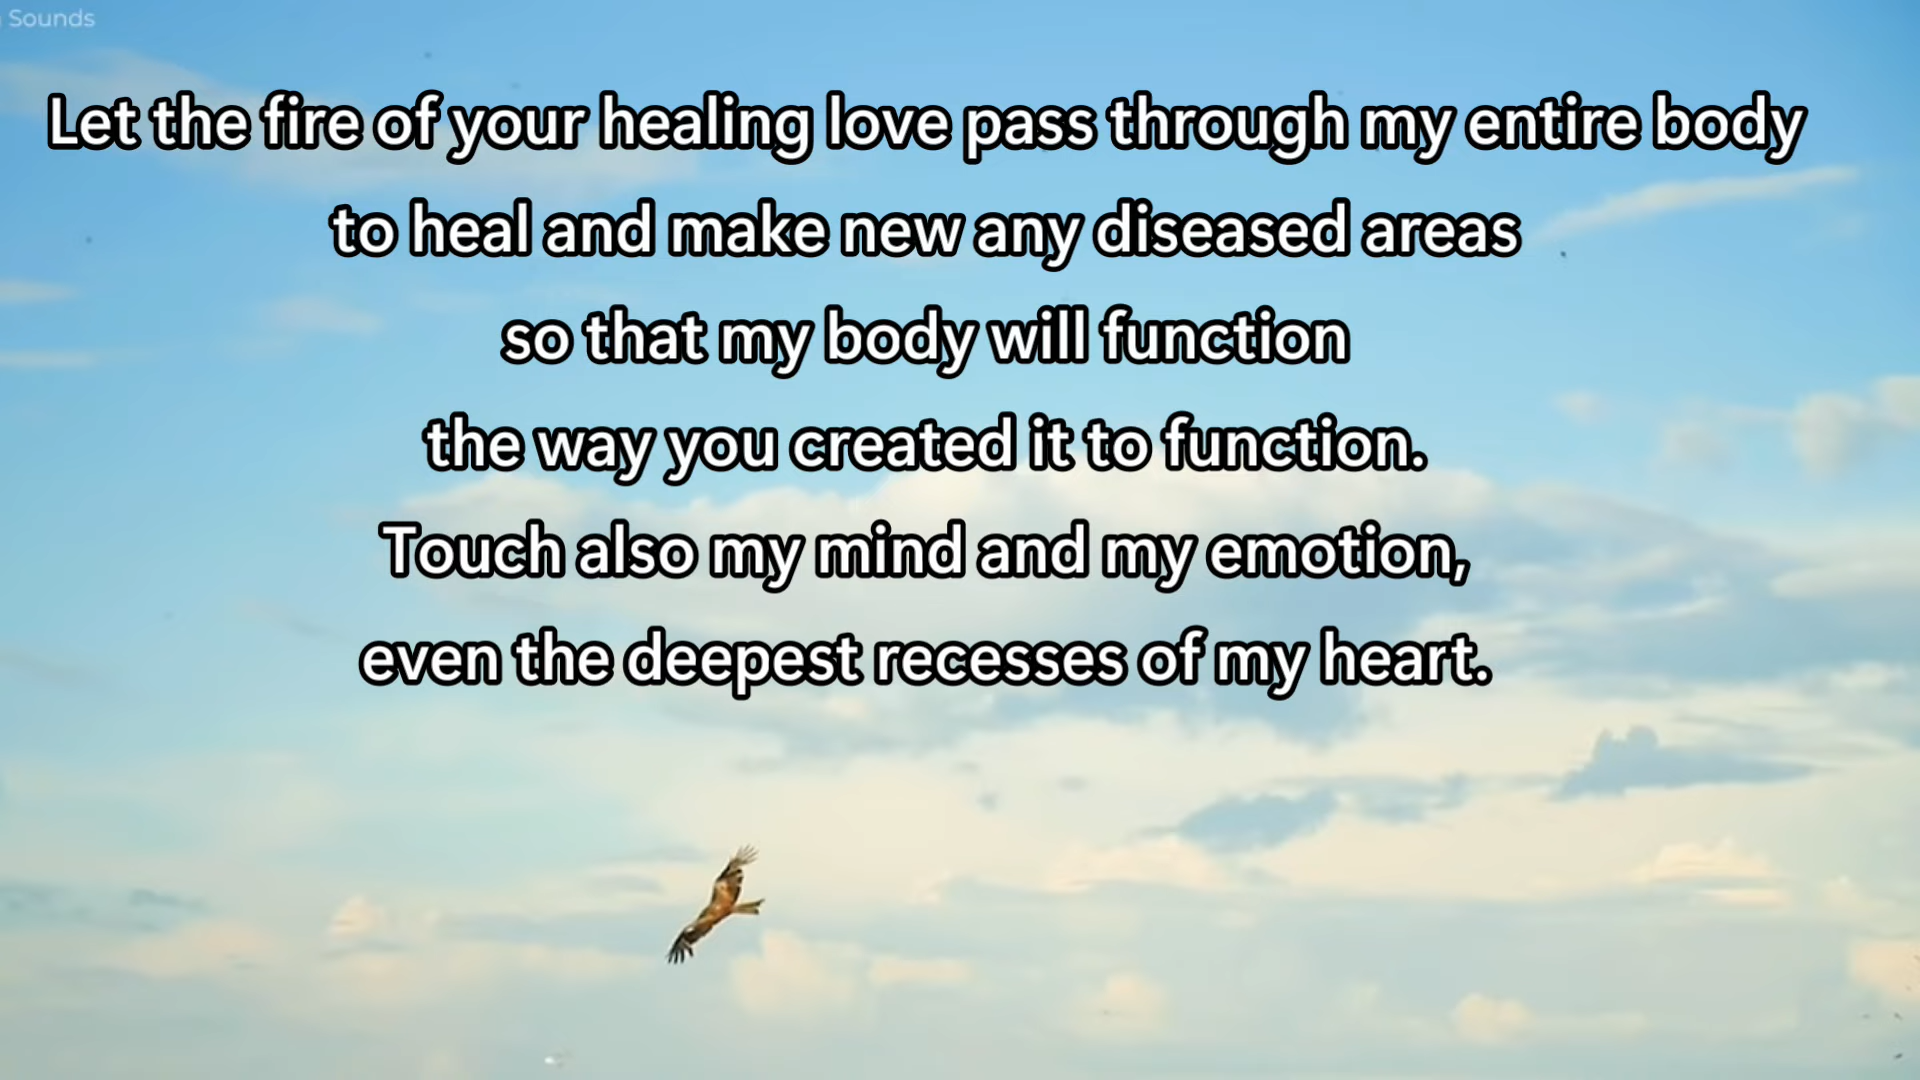 Sounds
Let the fire of your healing love pass through my entire body
to heal and make new any diseased areas
so that my body will function
the way you created it to function.
Touch also my mind and my emotion,
even the deepest recesses of my heart.